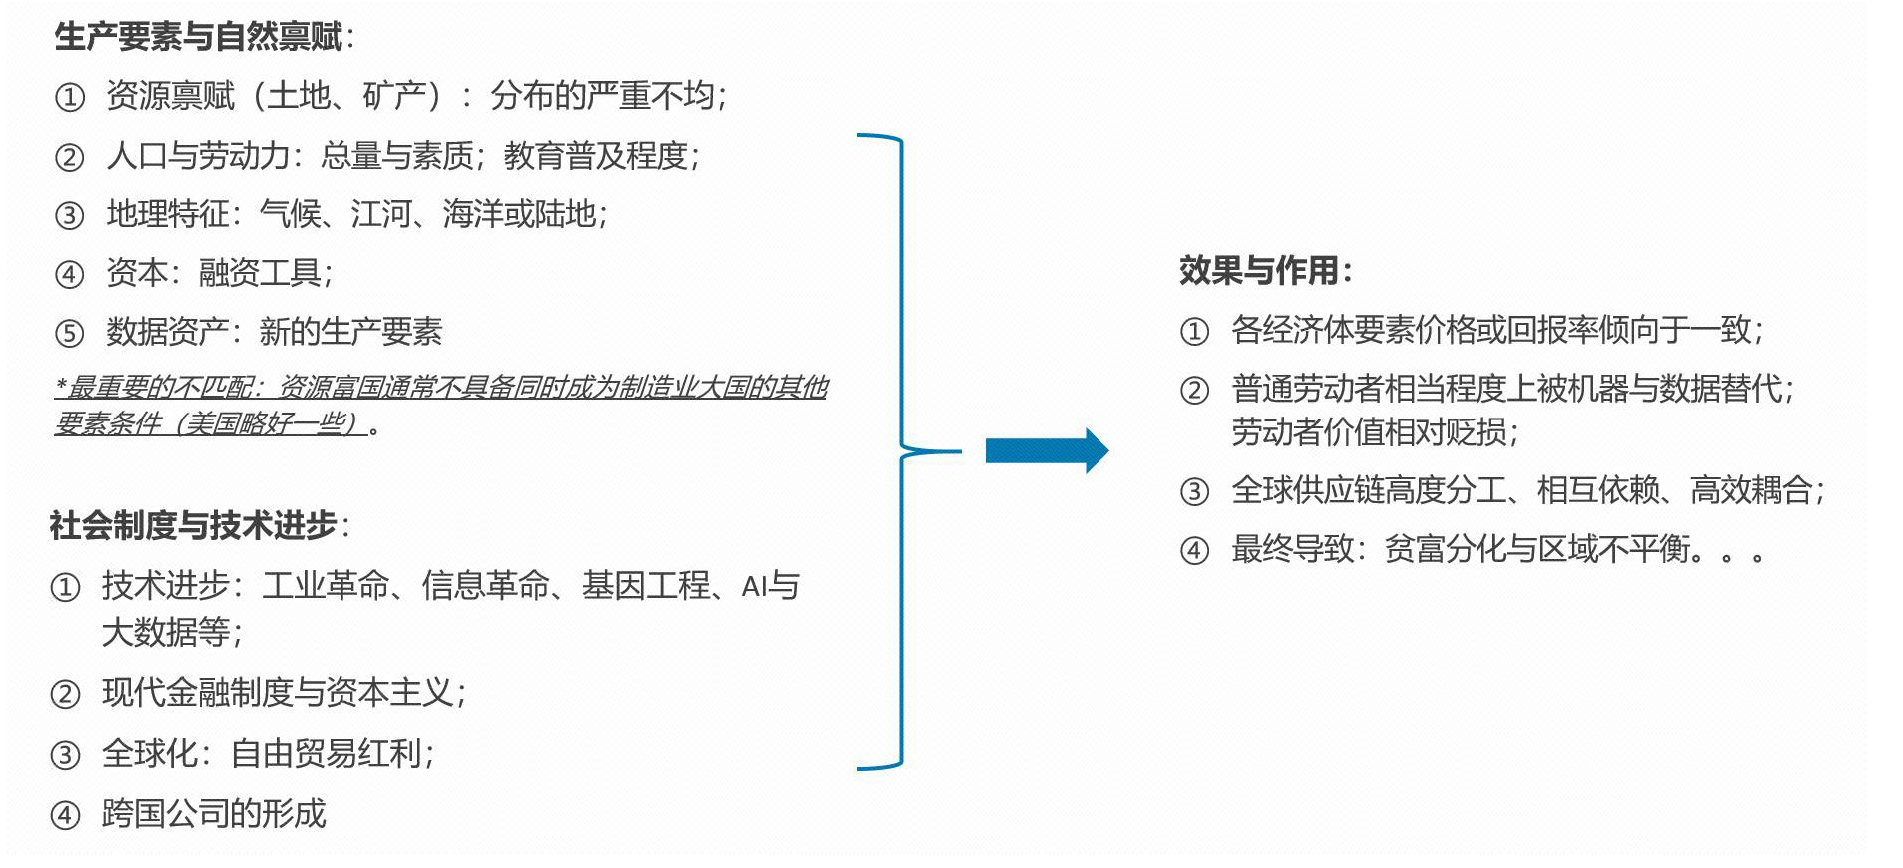 生产要素与自然禀赋：
① 资源禀赋（土地、矿产）：分布的严重不均；
② 人口与劳动力：总量与素质；教育普及程度；
③ 地理特征：气候、江河、海洋或陆地；
④ 资本：融资工具；
⑤ 数据资产：新的生产要素
*最重要的不匹配：资源富国通常不具备同时成为制造业大国的其他
要素条件（美国略好一些）。
社会制度与技术进步：
① 技术进步：工业革命、信息革命、基因工程、AI与
大数据等；
② 现代金融制度与资本主义；
③ 全球化：自由贸易红利；
④ 跨国公司的形成
效果与作用：
① 各经济体要素价格或回报率倾向于一致；
② 普通劳动者相当程度上被机器与数据替代；
劳动者价值相对贬损；
③ 全球供应链高度分工、相互依赖、高效耦合；
④ 最终导致：贫富分化与区域不平衡。。。